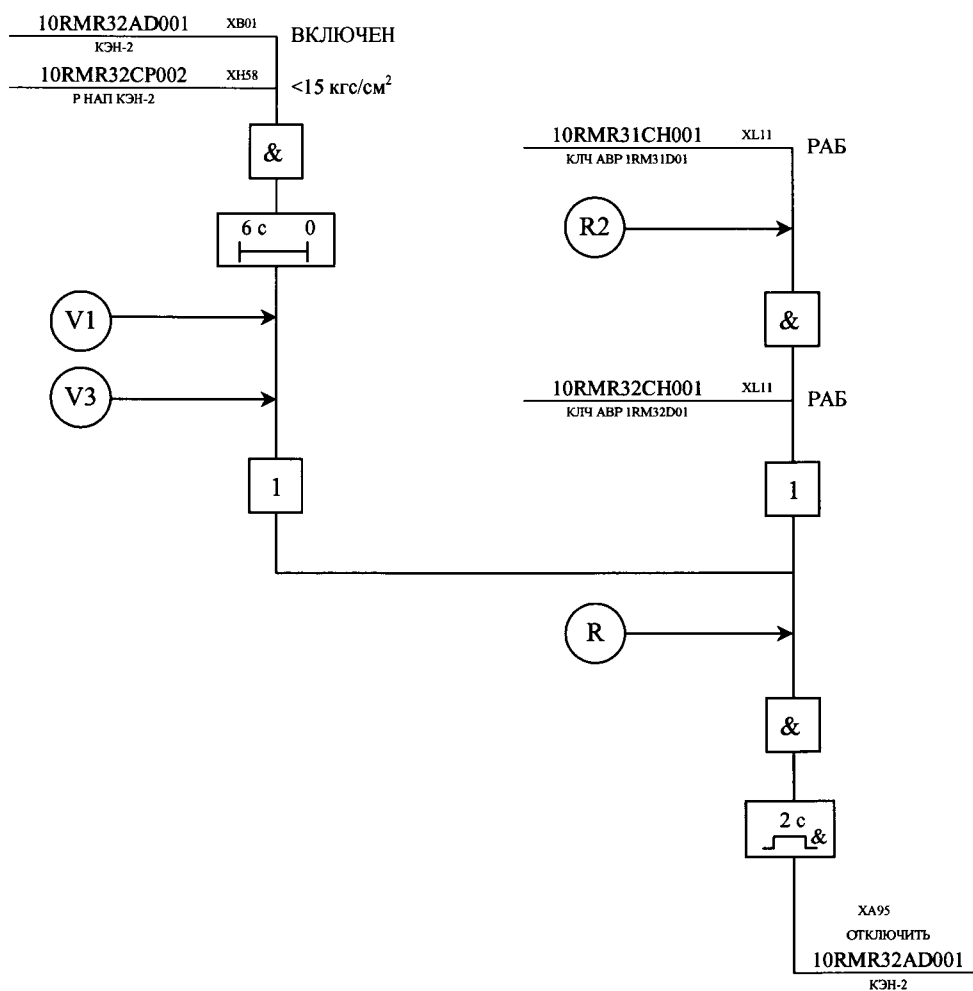 10RMR32AD001 XB01 ВКЛЮЧЕН
КЭН-2
10RMR32CP002 XH58 <15 кгс/см²
Р НАП КЭН-2
&
6 с 0
V1
V3
1
10RMR31CH001 XL11 РАБ
КЛЧ АВР 1RM31D01
R2
&
10RMR32CH001 XL11 РАБ
КЛЧ АВР 1RM32D01
1
R
&
2 с
&
XA95
ОТКЛЮЧИТЬ
10RMR32AD001
КЭН-2